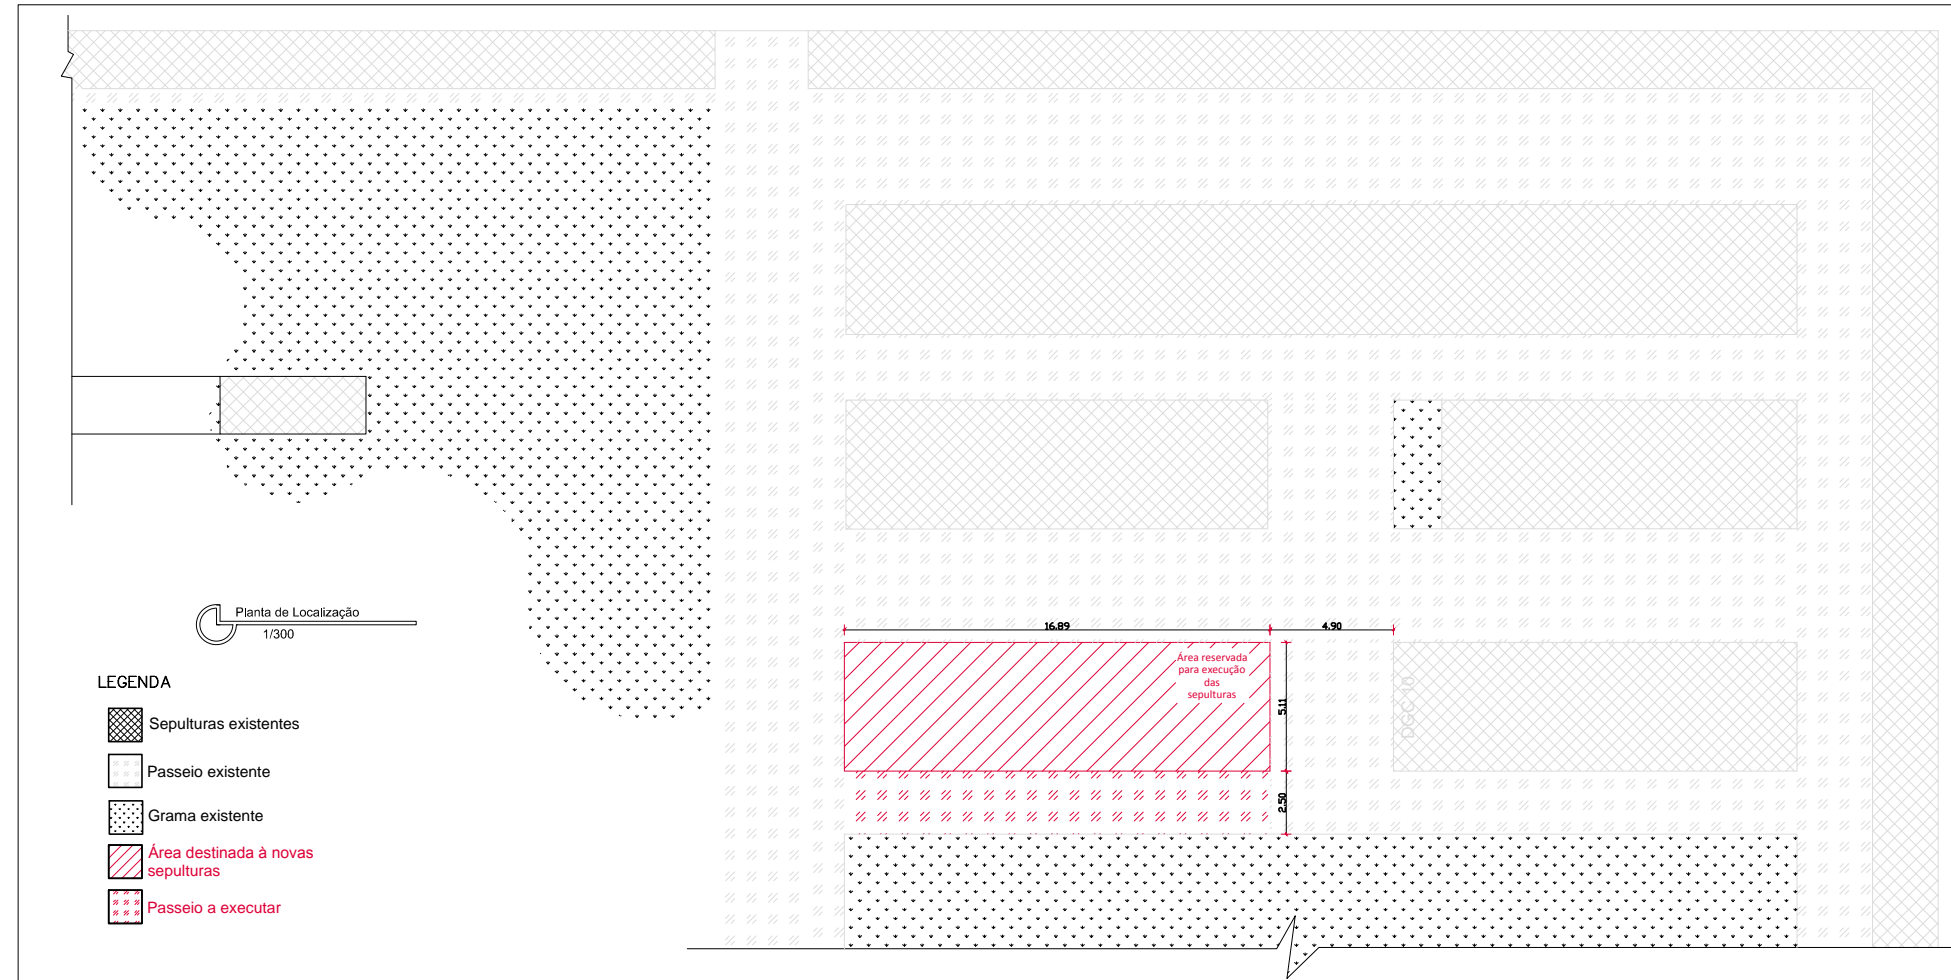 Planta de Localização
1/300
LEGENDA
Sepulturas existentes
Passeio existente
Grama existente
Área destinada à novas
sepulturas
Passeio a executar
16.89
4.90
Área reservada
para execução
das
sepulturas
5.11
2.50
DGC 10